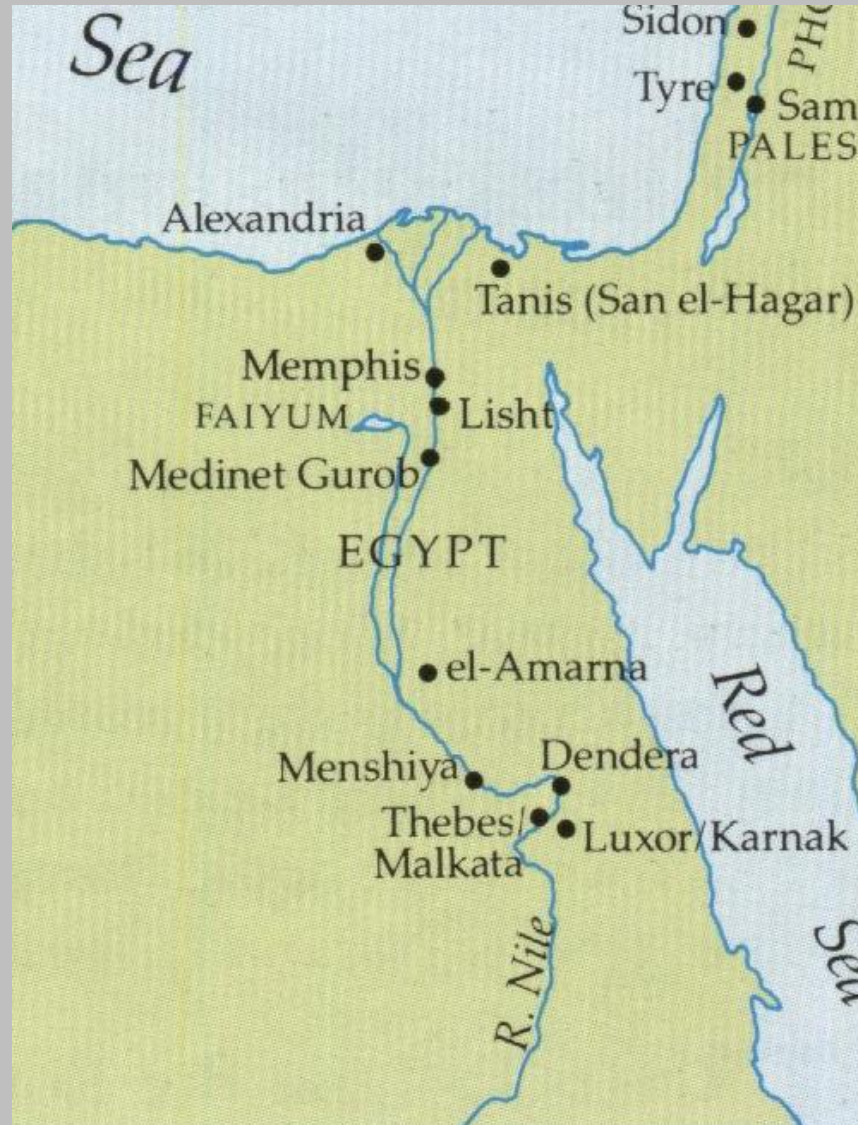 Sea
Sidon
PHO
Tyre
Sam
PALES
Alexandria
Tanis (San el-Hagar)
Memphis
FAIYUM
Lisht
Medinet Gurob
EGYPT
el-Amarna
Red
Menshiya
Dendera
Thebes/
Malkata
Luxor/Karnak
R. Nile
Sea